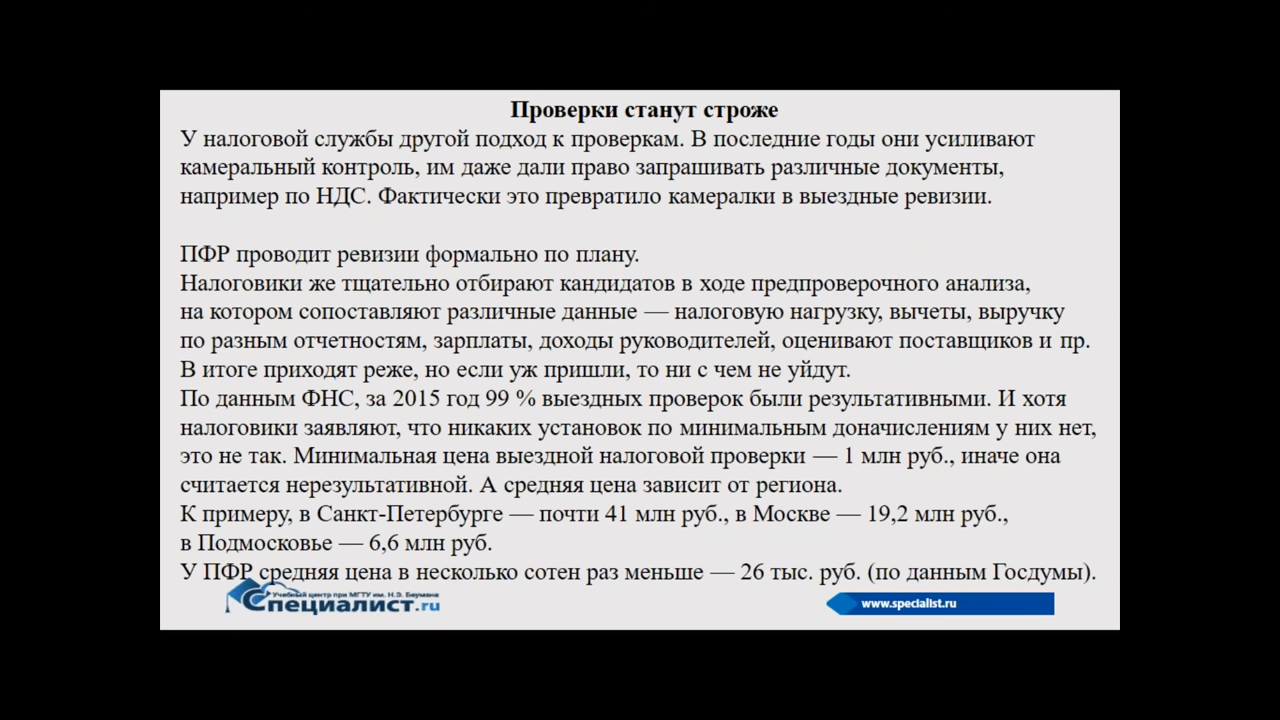 Проверки станут строже
У налоговой службы другой подход к проверкам. В последние годы они усиливают
камеральный контроль, им даже дали право запрашивать различные документы,
например по НДС. Фактически это превратило камералки в выездные ревизии.
ПФР проводит ревизии формально по плану.
Налоговики же тщательно отбирают кандидатов в ходе предпроверочного анализа,
на котором сопоставляют различные данные — налоговую нагрузку, вычеты, выручку
по разным отчетностям, зарплаты, доходы руководителей, оценивают поставщиков и пр.
В итоге приходят реже, но если уж пришли, то ни с чем не уйдут.
По данным ФНС, за 2015 год 99 % выездных проверок были результативными. И хотя
налоговики заявляют, что никаких установок по минимальным доначислениям у них нет,
это не так. Минимальная цена выездной налоговой проверки — 1 млн руб., иначе она
считается нерезультативной. А средняя цена зависит от региона.
К примеру, в Санкт-Петербурге — почти 41 млн руб., в Москве — 19,2 млн руб.,
в Подмосковье — 6,6 млн руб.
У ПФР средняя цена в несколько сотен раз меньше — 26 тыс. руб. (по данным Госдумы).
Учебный центр при МГТУ им. Н.Э. Баумана
Специалист.ru
www.specialist.ru